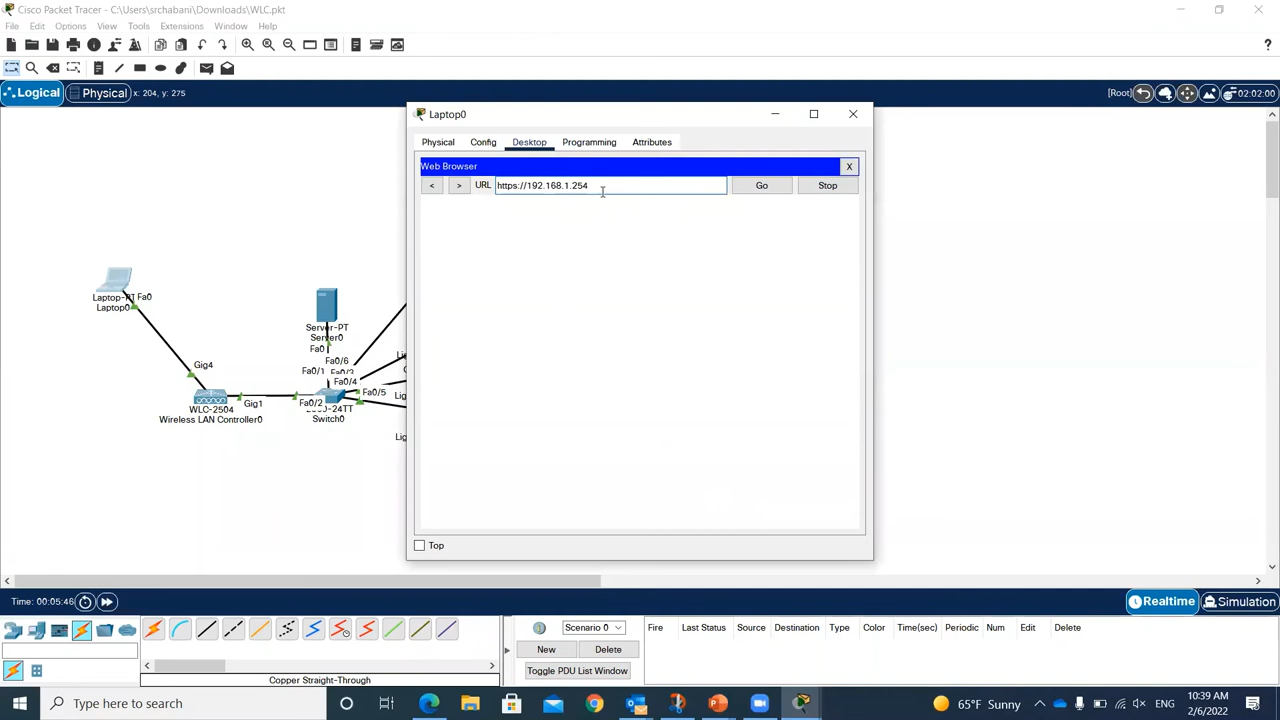 Cisco Packet Tracer - C:\Users\srchabani\Downloads\WLC.pkt
File Edit Options View Tools Extensions Window Help
?
Logical Physical x: 204, y: 275 [Root] 02:02:00
Laptop0
Physical Config Desktop Programming Attributes
Web Browser X
< > URL https://192.168.1.254 Go Stop
Laptop-PT Fa0
Laptop0
Server-PT
Server0
Fa0
Fa0/6
Fa0/1 Fa0/3
Gig4
Fa0/4
Fa0/5
Gig1 Fa0/2
WLC-2504
Wireless LAN Controller0
Switch0
Top
Time: 00:05:46 Realtime Simulation
Scenario 0 Fire Last Status Source Destination Type Color Time(sec) Periodic Num Edit Delete
New Delete
Toggle PDU List Window
Copper Straight-Through
Type here to search 65°F Sunny ENG 10:39 AM
2/6/2022